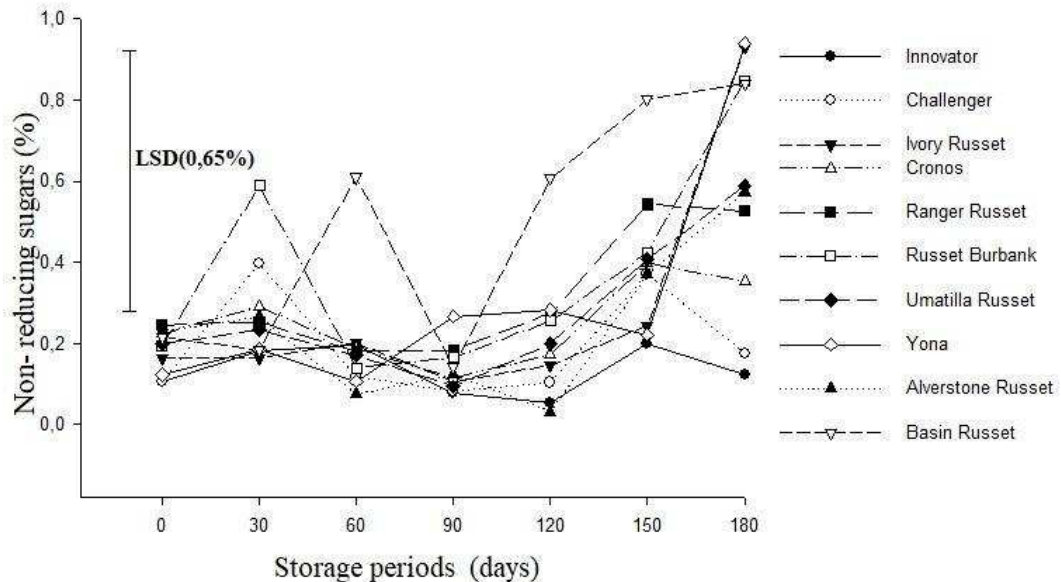 1,0
0,8
0,6
0,4
0,2
0,0
Non- reducing sugars (%)
LSD(0,65%)
0 30 60 90 120 150 180
Storage periods (days)
Innovator
Challenger
Ivory Russet
Cronos
Ranger Russet
Russet Burbank
Umatilla Russet
Yona
Alverstone Russet
Basin Russet